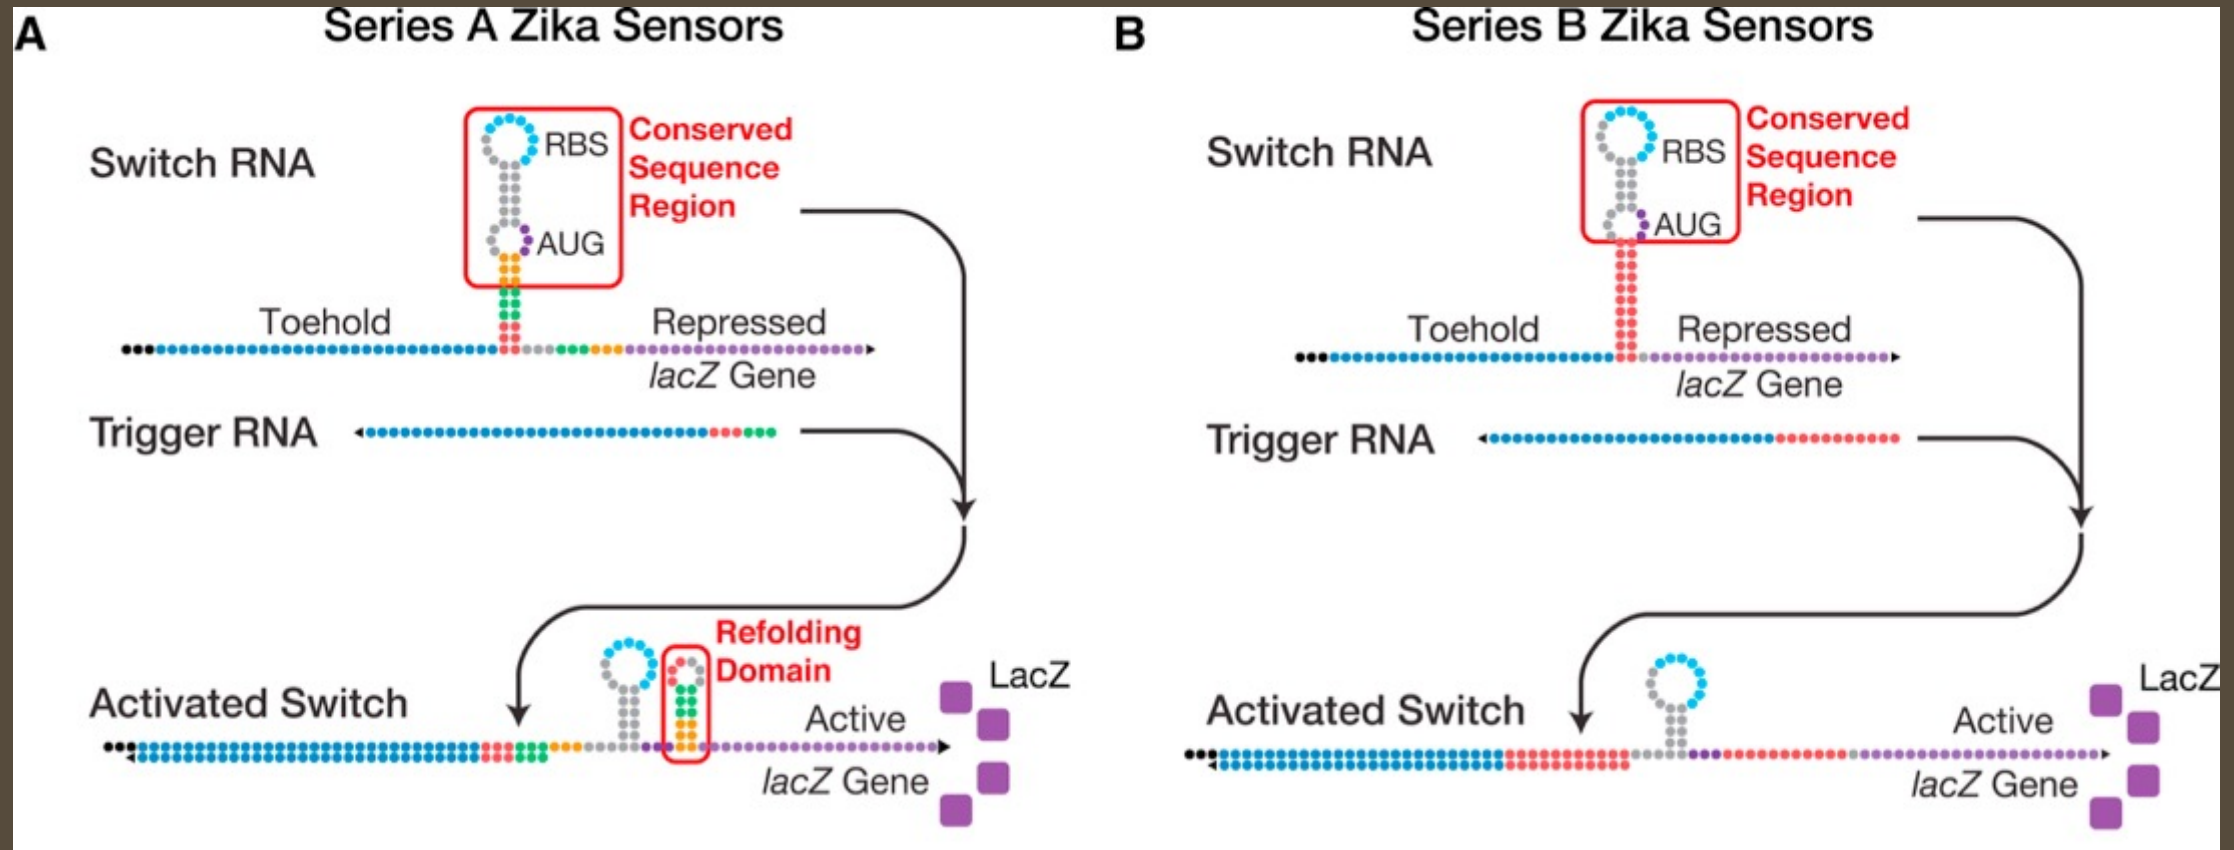 A
Series A Zika Sensors
Switch RNA
RBS
AUG
Conserved
Sequence
Region
Toehold
Repressed
lacZ Gene
Trigger RNA
Refolding
Domain
LacZ
Activated Switch
Active
lacZ Gene
B
Series B Zika Sensors
Switch RNA
RBS
AUG
Conserved
Sequence
Region
Toehold
Repressed
lacZ Gene
Trigger RNA
LacZ
Activated Switch
Active
lacZ Gene